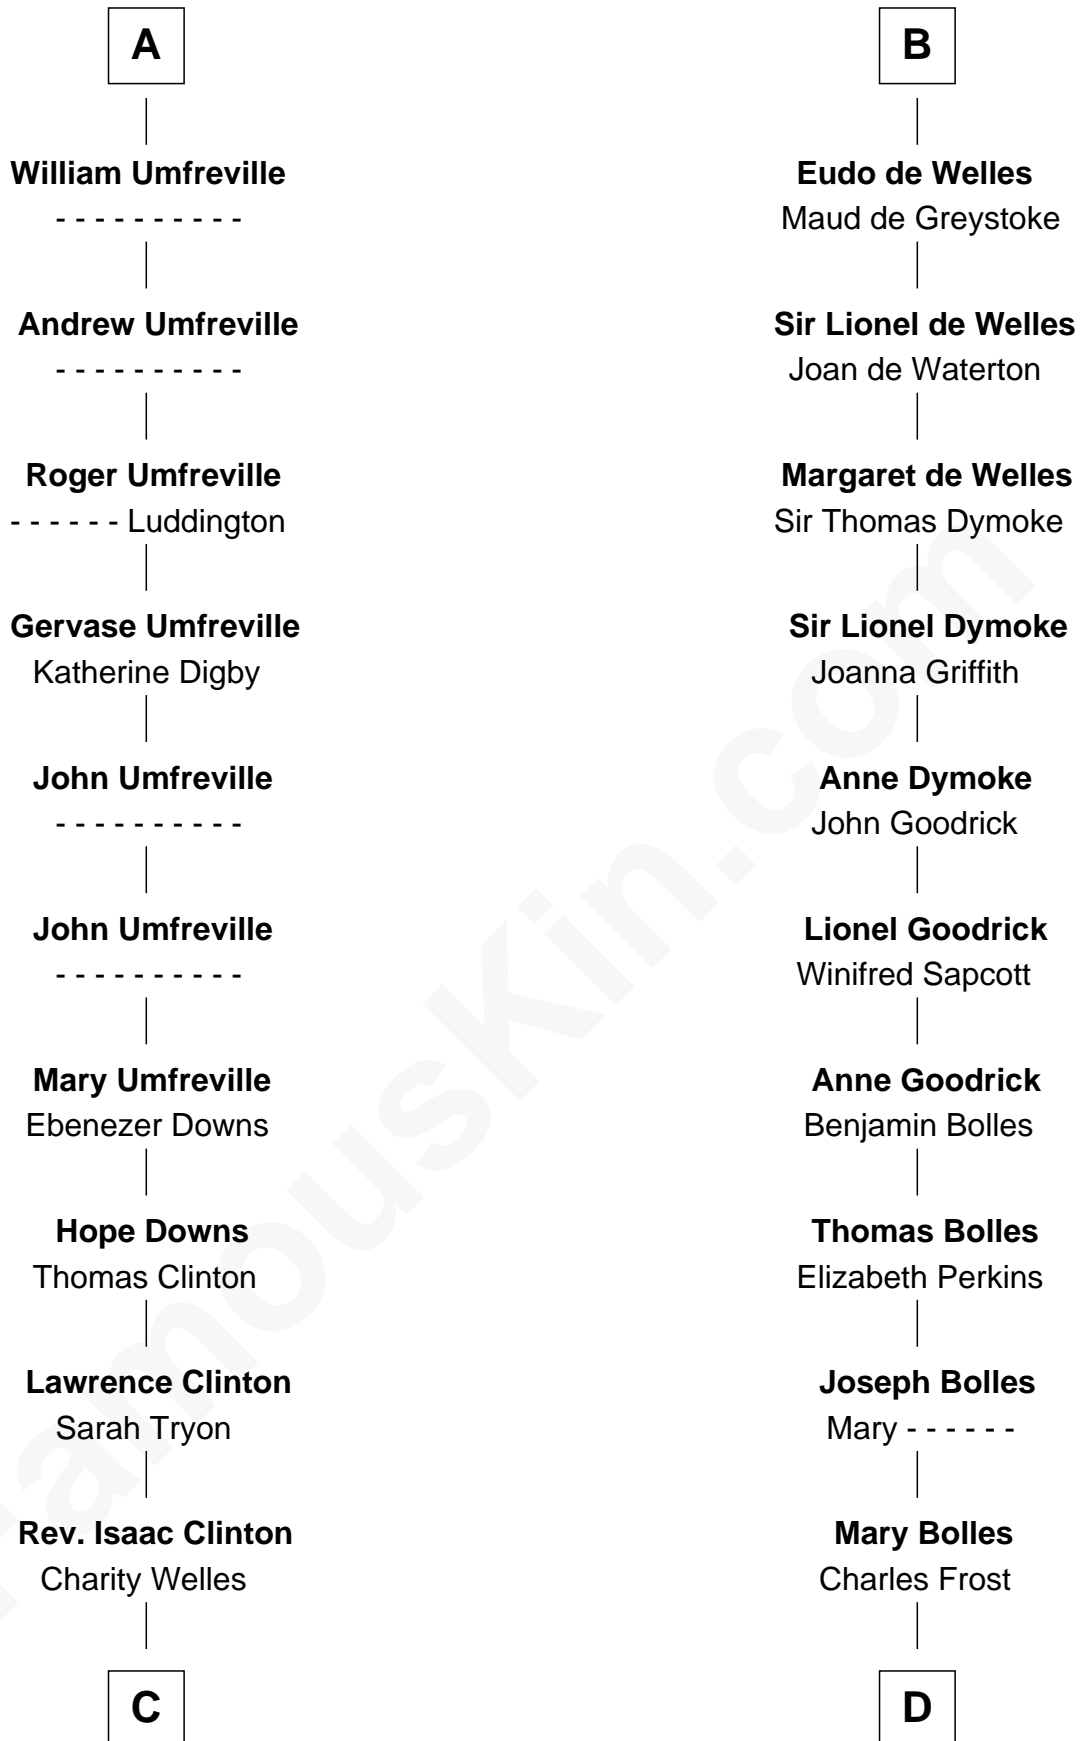 A
William Umfreville
- - - - - - - - - -
Andrew Umfreville
- - - - - - - - - -
Roger Umfreville
- - - - - - Luddington
Gervase Umfreville
Katherine Digby
John Umfreville
- - - - - - - - - -
John Umfreville
- - - - - - - - - -
Mary Umfreville
Ebenezer Downs
Hope Downs
Thomas Clinton
Lawrence Clinton
Sarah Tryon
Rev. Isaac Clinton
Charity Welles
C
B
Eudo de Welles
Maud de Greystoke
Sir Lionel de Welles
Joan de Waterton
Margaret de Welles
Sir Thomas Dymoke
Sir Lionel Dymoke
Joanna Griffith
Anne Dymoke
John Goodrick
Lionel Goodrick
Winifred Sapcott
Anne Goodrick
Benjamin Bolles
Thomas Bolles
Elizabeth Perkins
Joseph Bolles
Mary - - - - - -
Mary Bolles
Charles Frost
D
FamousKin.com